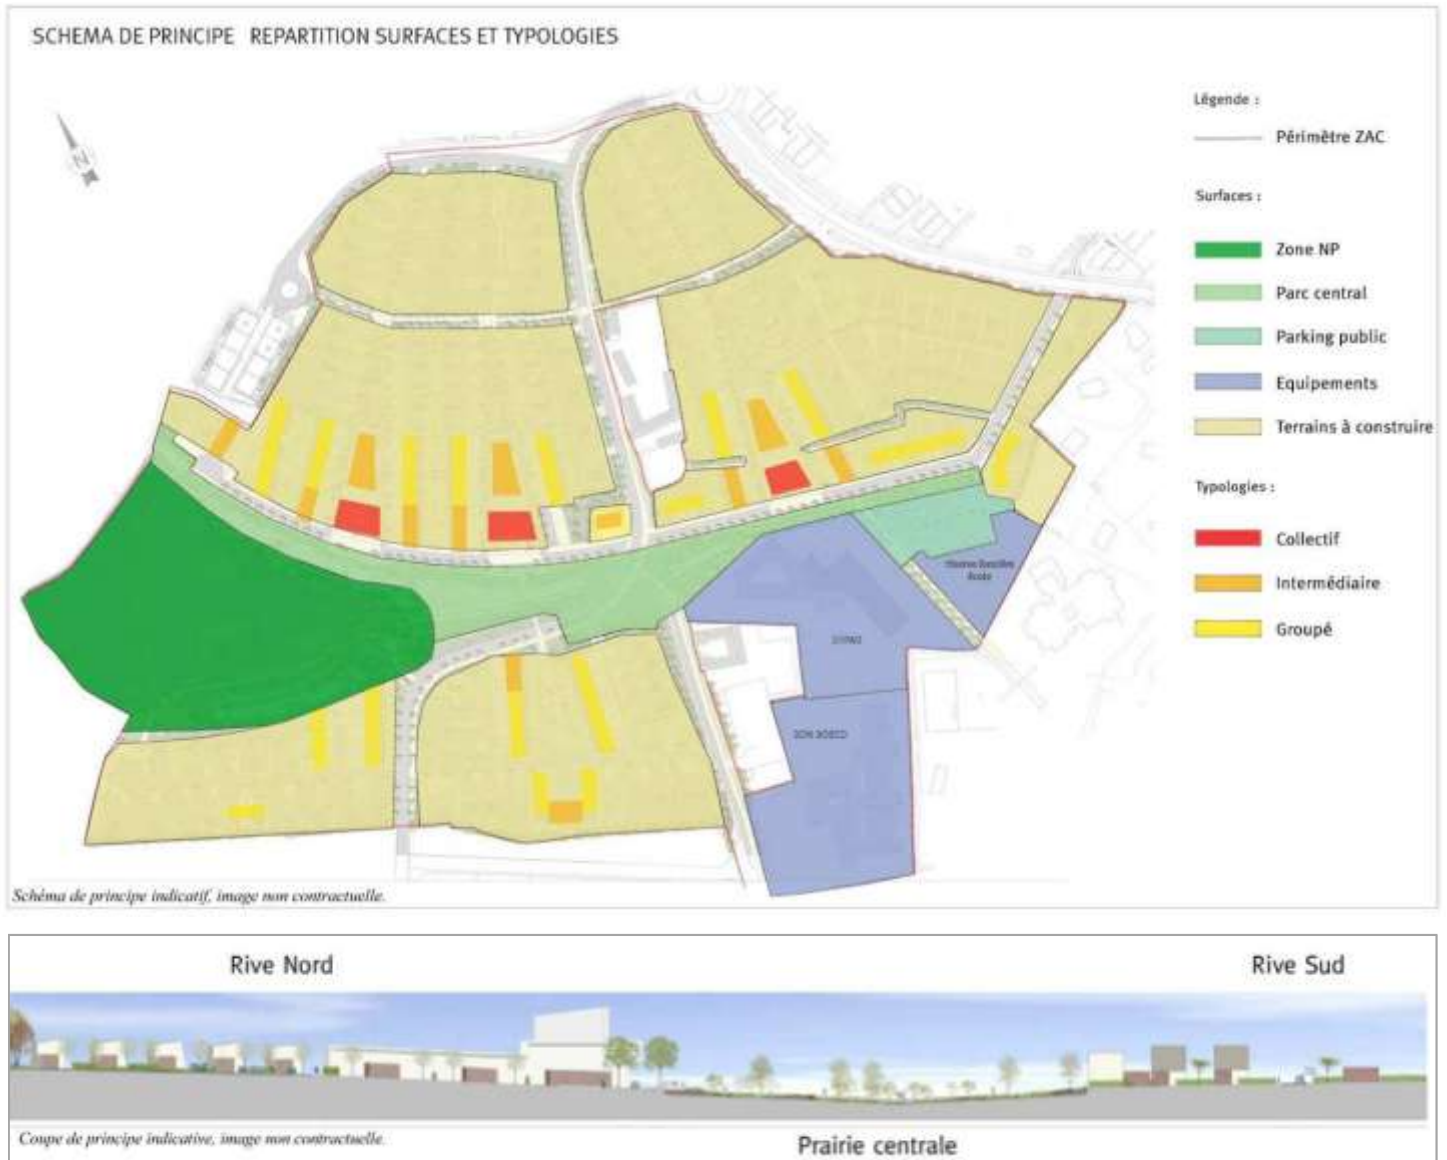 SCHEMA DE PRINCIPE REPARTITION SURFACES ET TYPOLOGIES
Légende :
Périmètre ZAC
Surfaces :
Zone NP
Parc central
Parking public
Equipements
Terrains à construire
Typologies :
Collectif
Intermédiaire
Groupé
N
DON BOSCO
Schéma de principe indicatif, image non contractuelle.
Rive Nord
Rive Sud
Coupe de principe indicative, image non contractuelle.
Prairie centrale